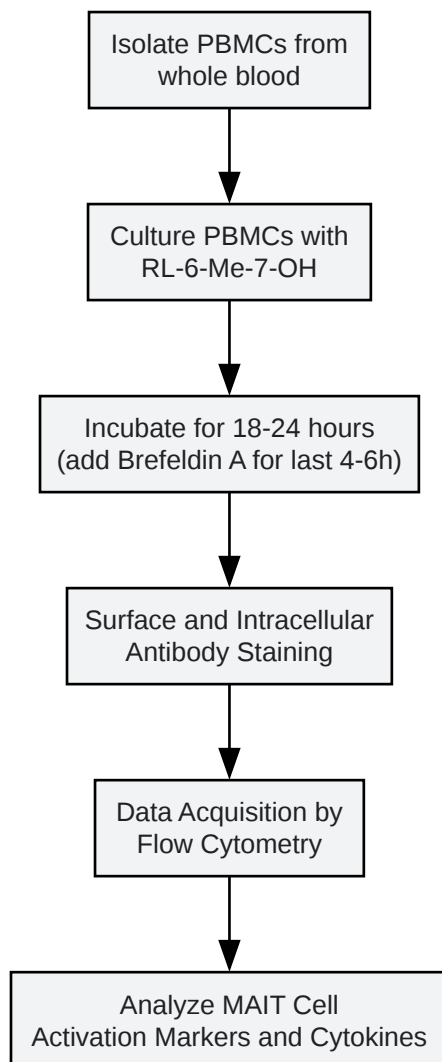 Isolate PBMCs from
whole blood
Culture PBMCs with
RL-6-Me-7-OH
Incubate for 18-24 hours
(add Brefeldin A for last 4-6h)
Surface and Intracellular
Antibody Staining
Data Acquisition by
Flow Cytometry
Analyze MAIT Cell
Activation Markers and Cytokines